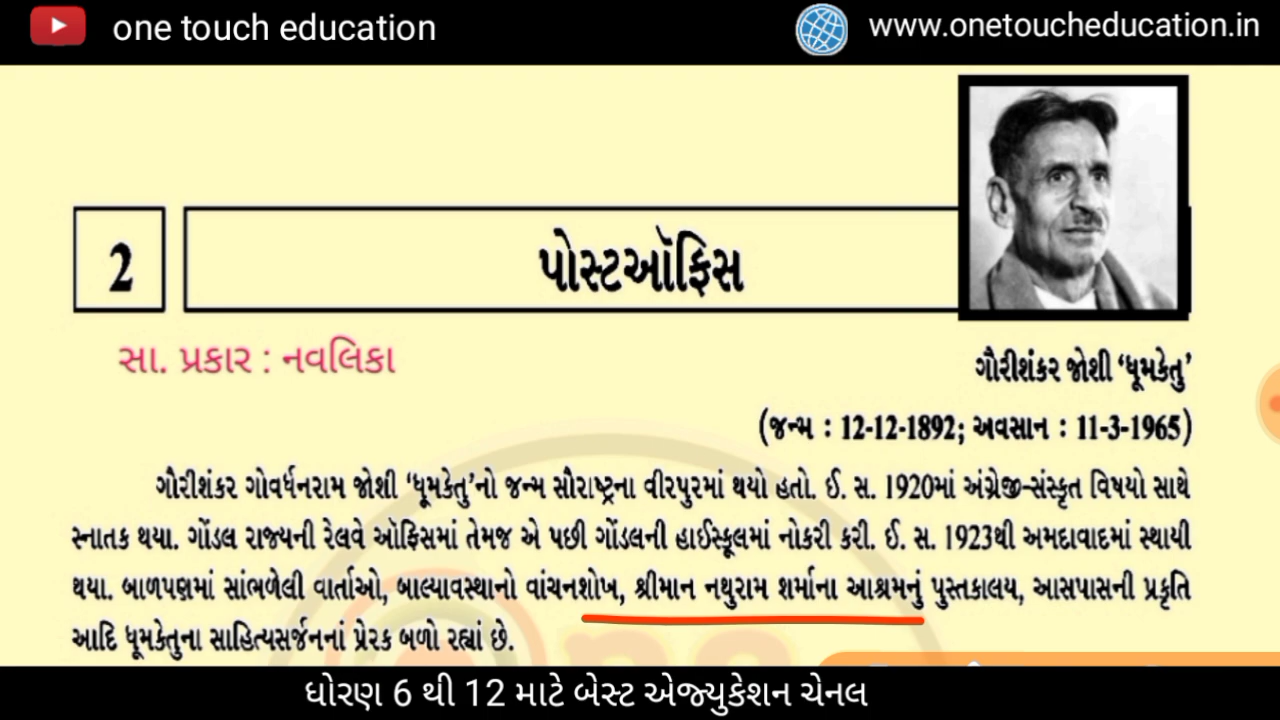 one touch education
www.onetoucheducation.in
2
પોસ્ટઑફિસ
સા. પ્રકાર : નવલિકા
ગૌરીશંકર જોશી ‘ધૂમકેતુ’
(જન્મ : 12-12-1892; અવસાન : 11-3-1965)
ગૌરીશંકર ગોવર્ધનરામ જોશી ‘ધૂમકેતુ’નો જન્મ સૌરાષ્ટ્રના વીરપુરમાં થયો હતો. ઈ. સ. 1920માં અંગ્રેજી-સંસ્કૃત વિષયો સાથે
સ્નાતક થયા. ગોંડલ રાજ્યની રેલવે ઑફિસમાં તેમજ એ પછી ગોંડલની હાઈસ્કૂલમાં નોકરી કરી. ઈ. સ. 1923થી અમદાવાદમાં સ્થાયી
થયા. બાળપણમાં સાંભળેલી વાર્તાઓ, બાલ્યાવસ્થાનો વાંચનશોખ, શ્રીમાન નથુરામ શર્માના આશ્રમનું પુસ્તકાલય, આસપાસની પ્રકૃતિ
આદિ ધૂમકેતુના સાહિત્યસર્જનનાં પ્રેરક બળો રહ્યાં છે.
ધોરણ 6 થી 12 માટે બેસ્ટ એજ્યુકેશન ચેનલ